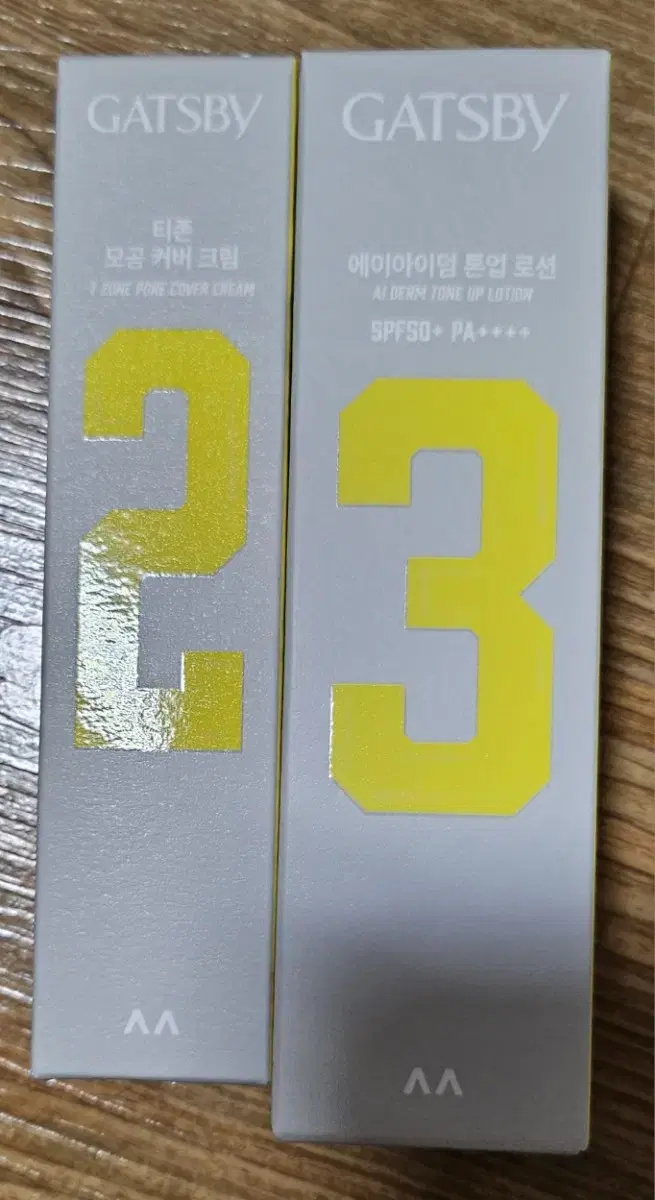 GATSBY
티존
모공 커버 크림
T ZONE PORE COVER CREAM
2
GATSBY
에이아이덤 톤업 로션
AI DERM TONE UP LOTION
SPF50+ PA++++
3